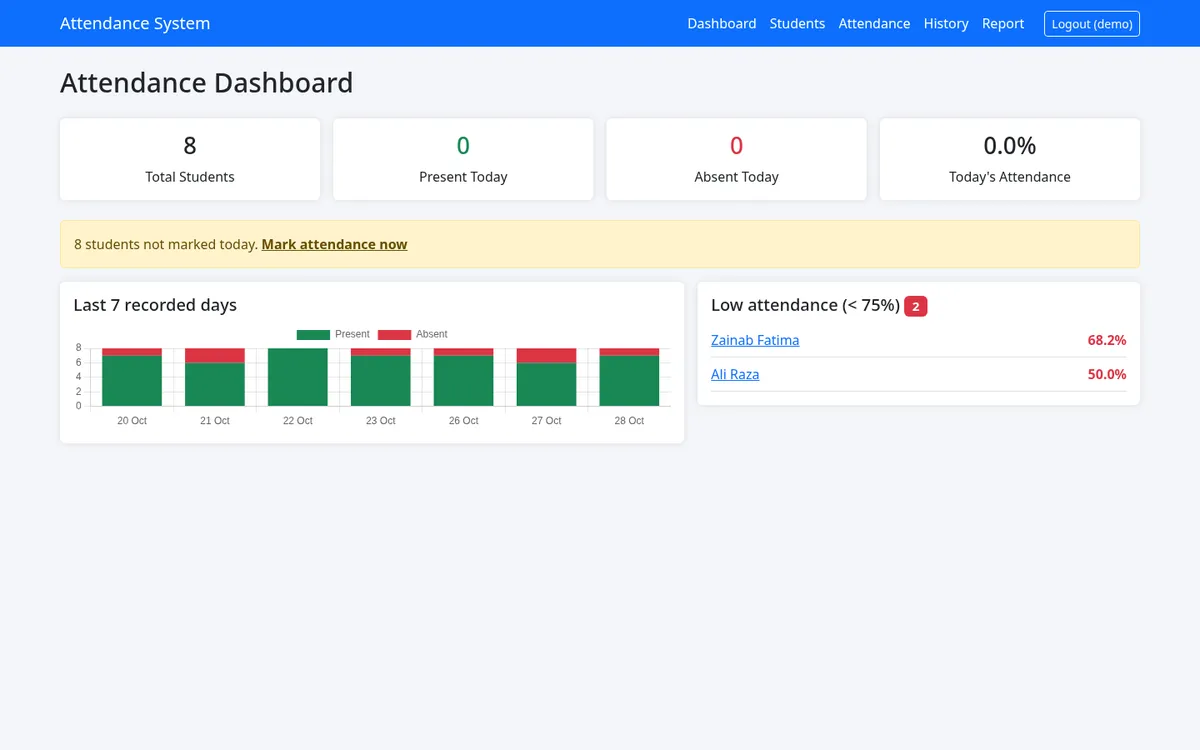 Attendance System
Dashboard Students Attendance History Report Logout (demo)
Attendance Dashboard
8
Total Students
0
Present Today
0
Absent Today
0.0%
Today's Attendance
8 students not marked today. Mark attendance now
Last 7 recorded days
Present Absent
8
6
4
2
0
20 Oct 21 Oct 22 Oct 23 Oct 26 Oct 27 Oct 28 Oct
Low attendance (< 75%) 2
Zainab Fatima 68.2%
Ali Raza 50.0%